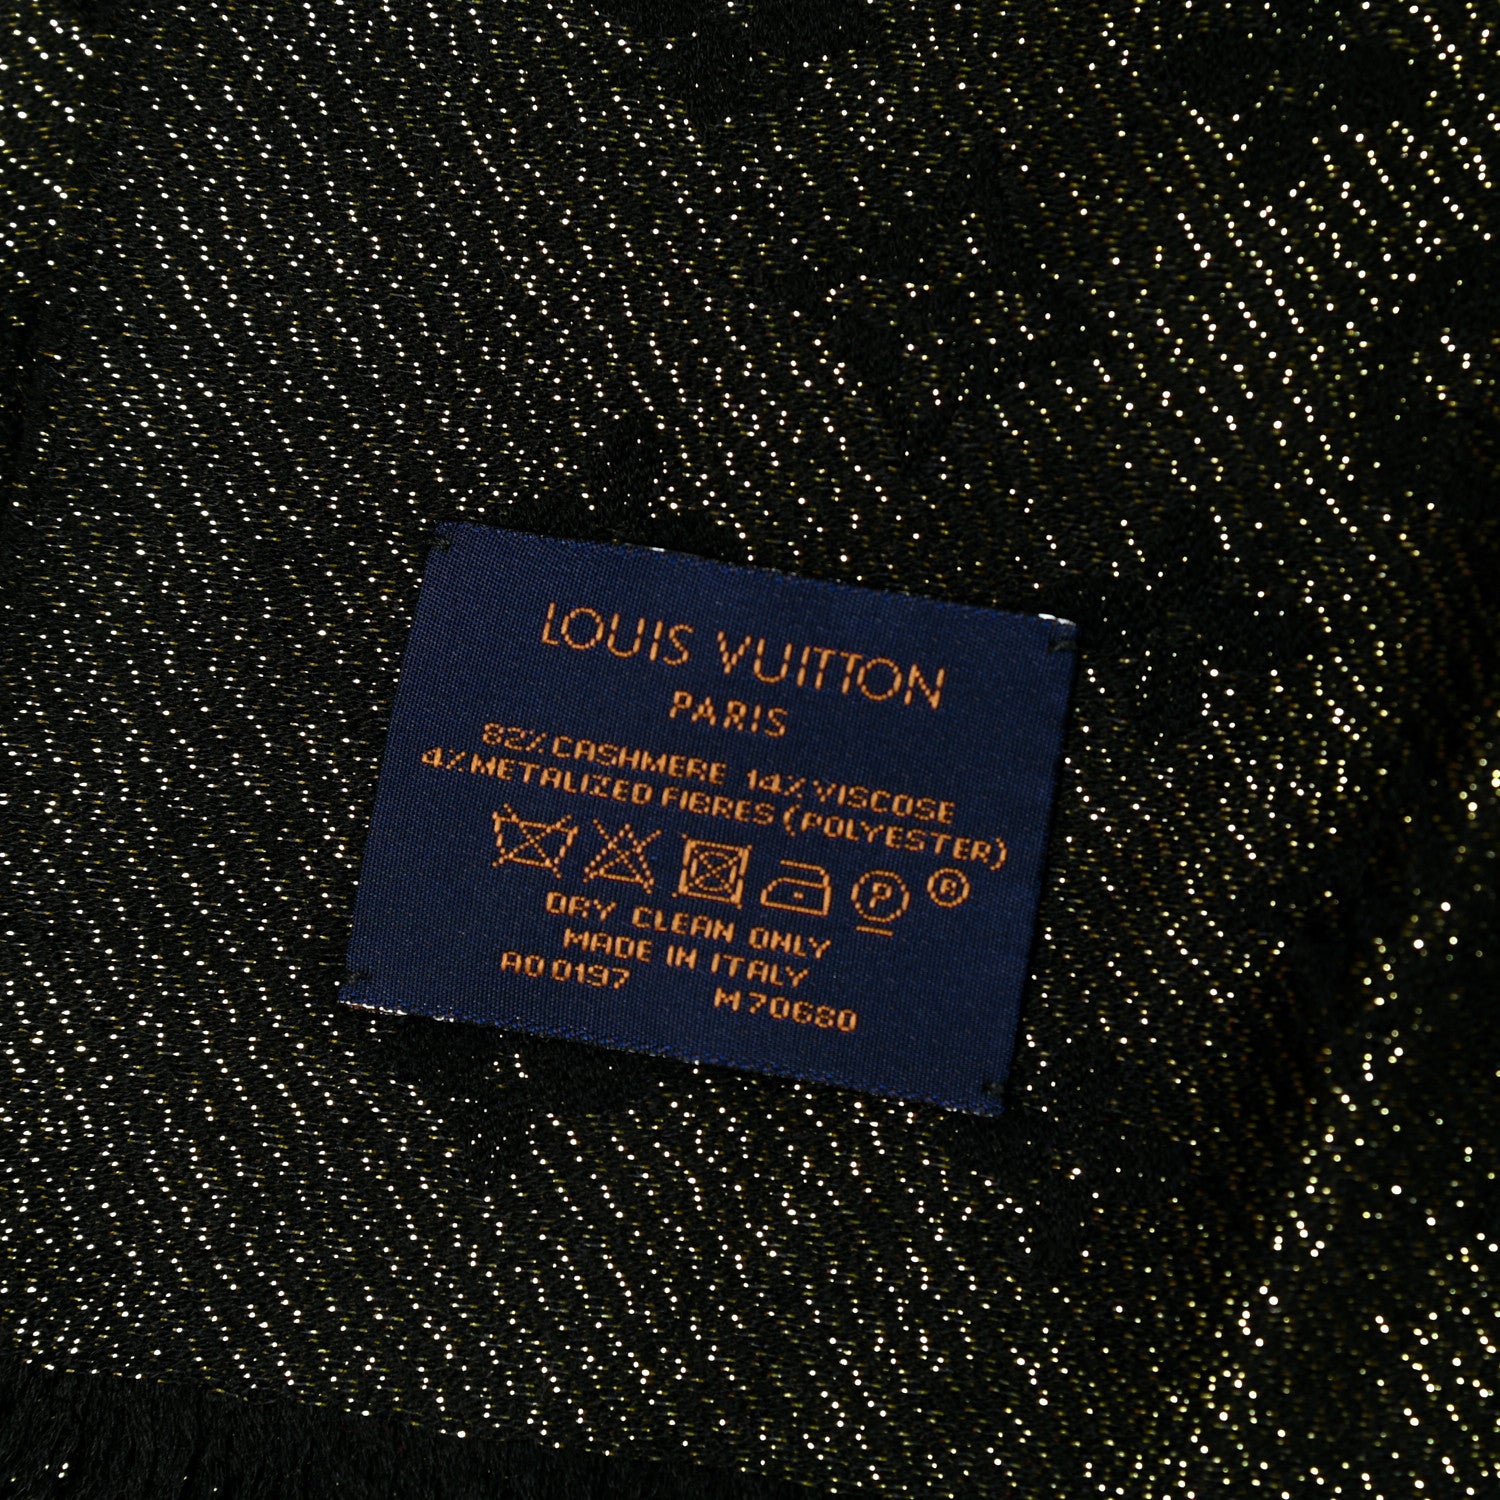 LOUIS VUITTON
PARIS
82% CASHMERE 14% VISCOSE
4% METALIZED FIBRES (POLYESTER)
P ®
DRY CLEAN ONLY
MADE IN ITALY
AO 0197 M70680